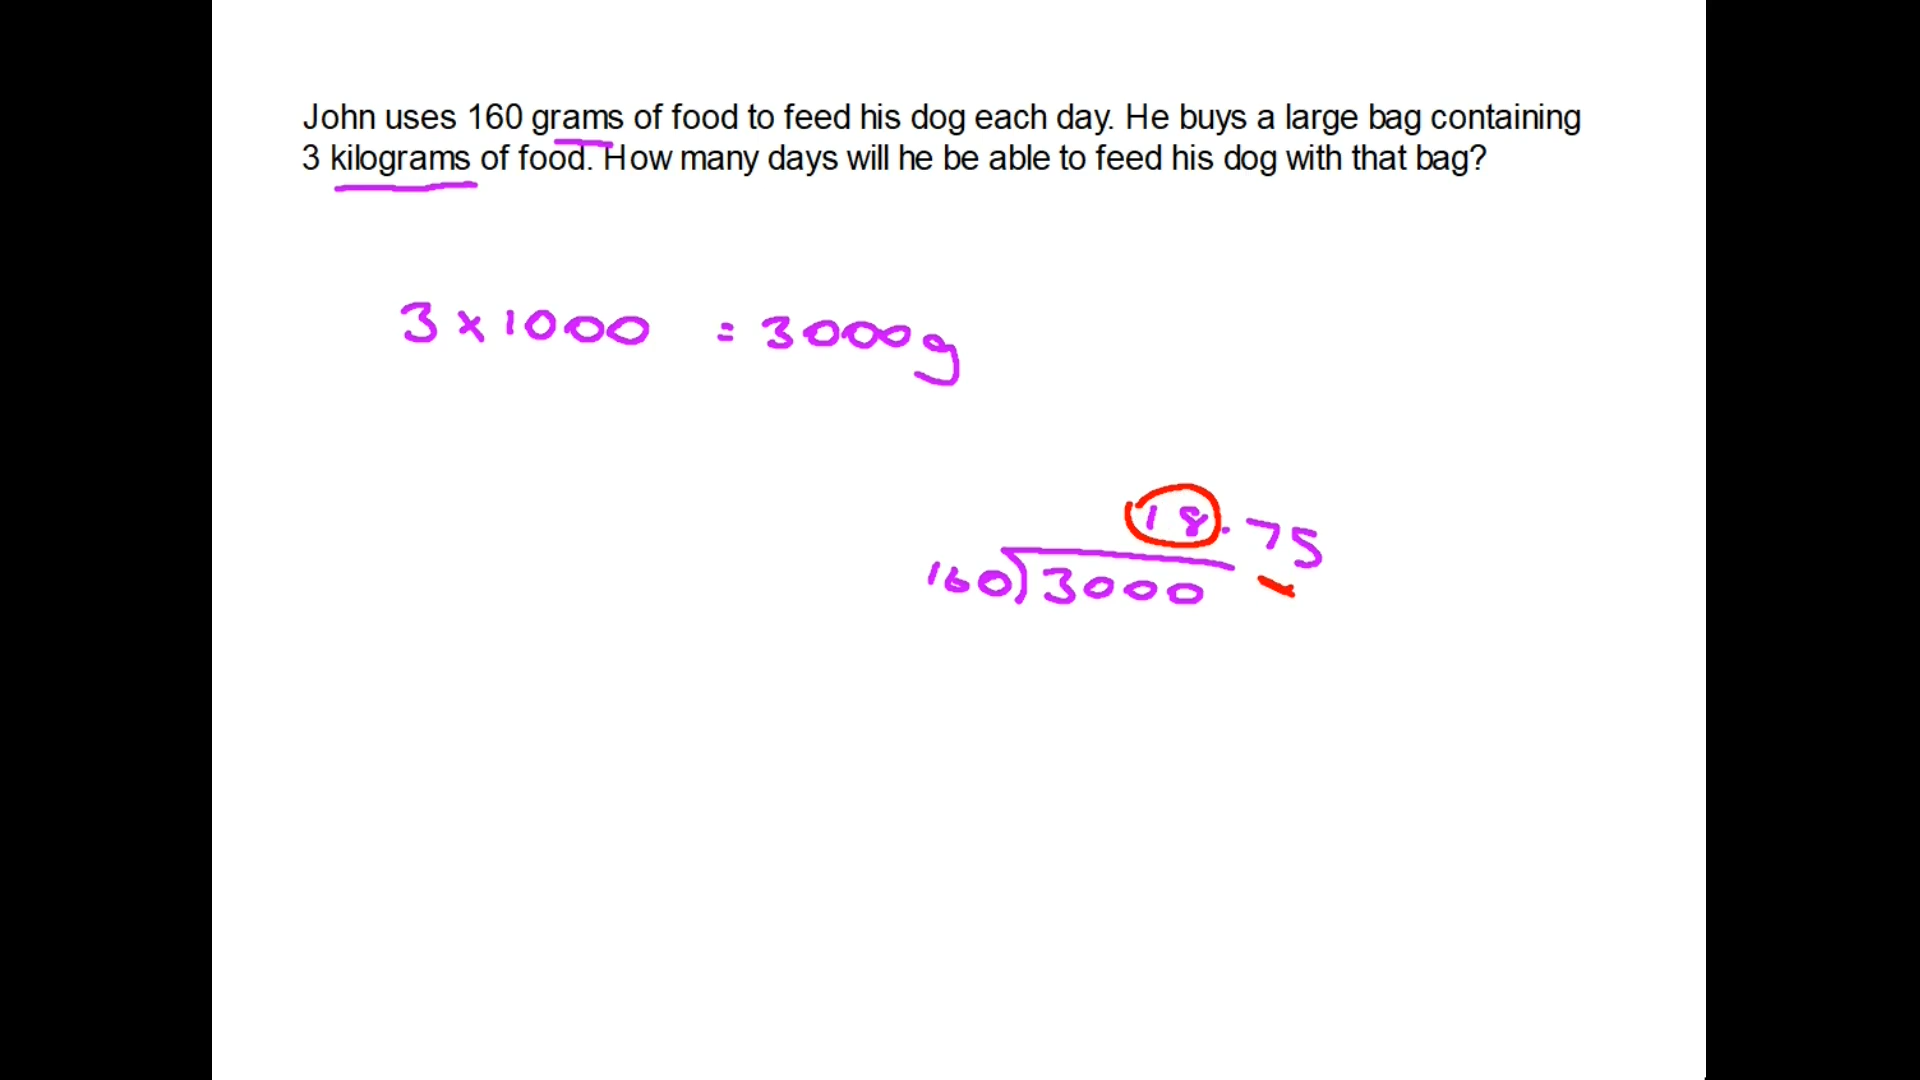 John uses 160 grams of food to feed his dog each day. He buys a large bag containing
3 kilograms of food. How many days will he be able to feed his dog with that bag?
3 × 1000 = 3000g
18.75
160)3000